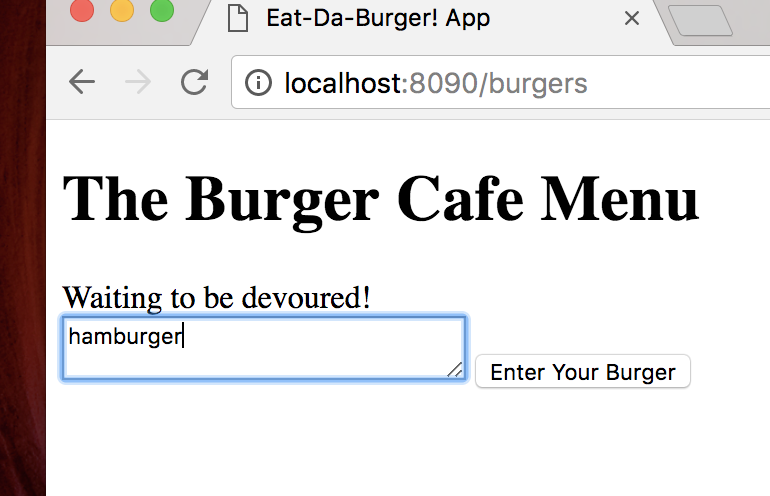 Eat-Da-Burger! App
localhost:8090/burgers
The Burger Cafe Menu
Waiting to be devoured!
hamburger
Enter Your Burger